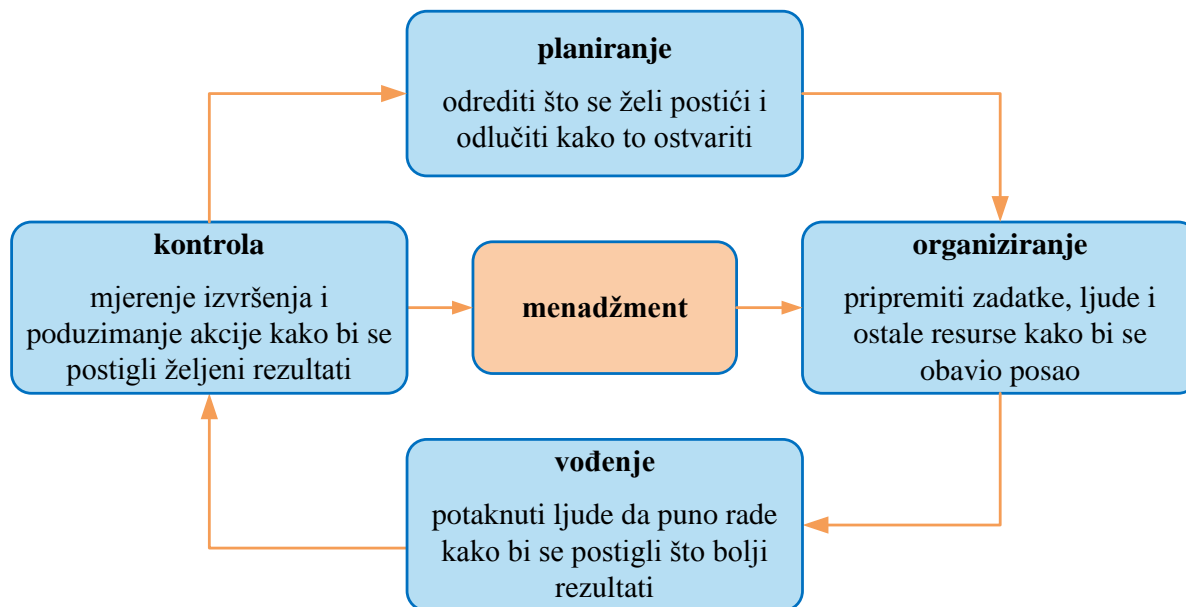 planiranje
odrediti što se želi postići i
odlučiti kako to ostvariti
kontrola
mjerenje izvršenja i
poduzimanje akcije kako bi se
postigli željeni rezultati
menadžment
organiziranje
pripremiti zadatke, ljude i
ostale resurse kako bi se
obavio posao
vođenje
potaknuti ljude da puno rade
kako bi se postigli što bolji
rezultati